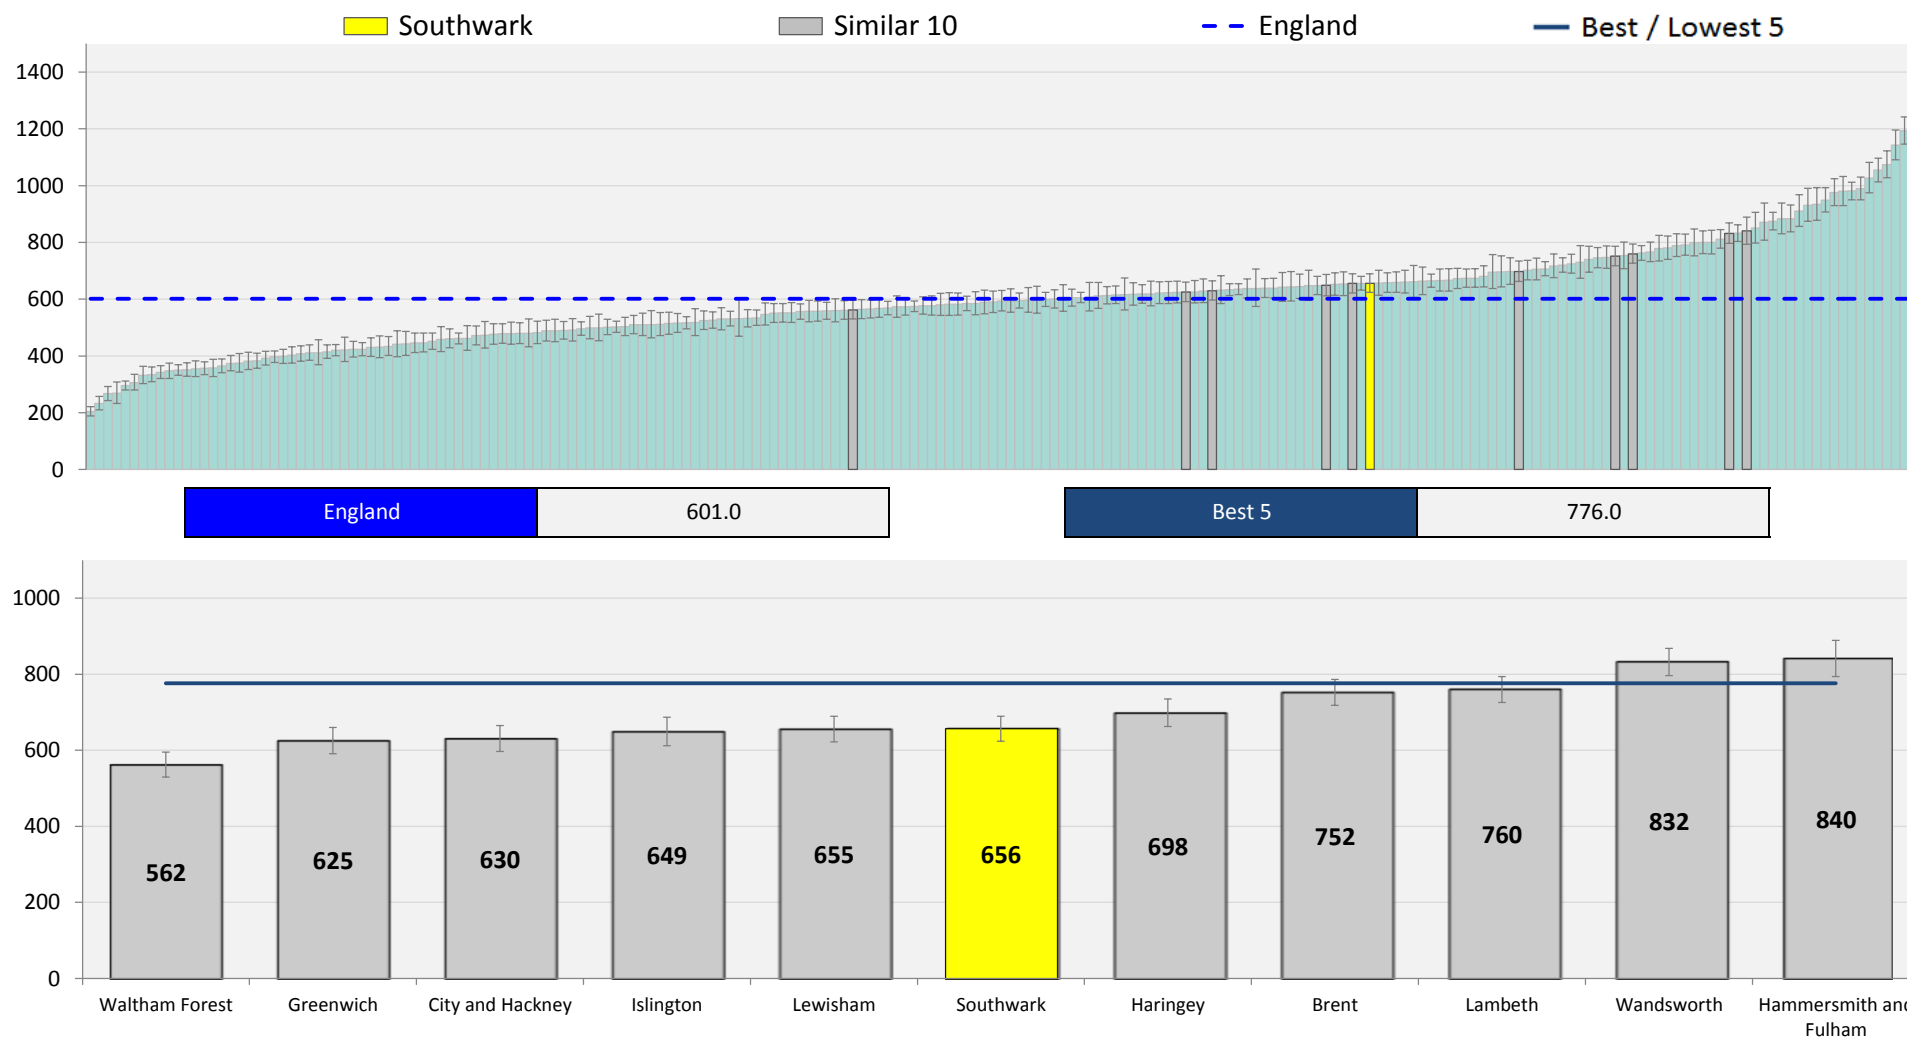 Southwark Similar 10 England Best / Lowest 5
1400
1200
1000
800
600
400
200
0
England 601.0 Best 5 776.0
1000
800
600
400
200
0
562 625 630 649 655 656 698 752 760 832 840
Waltham Forest Greenwich City and Hackney Islington Lewisham Southwark Haringey Brent Lambeth Wandsworth Hammersmith and
Fulham